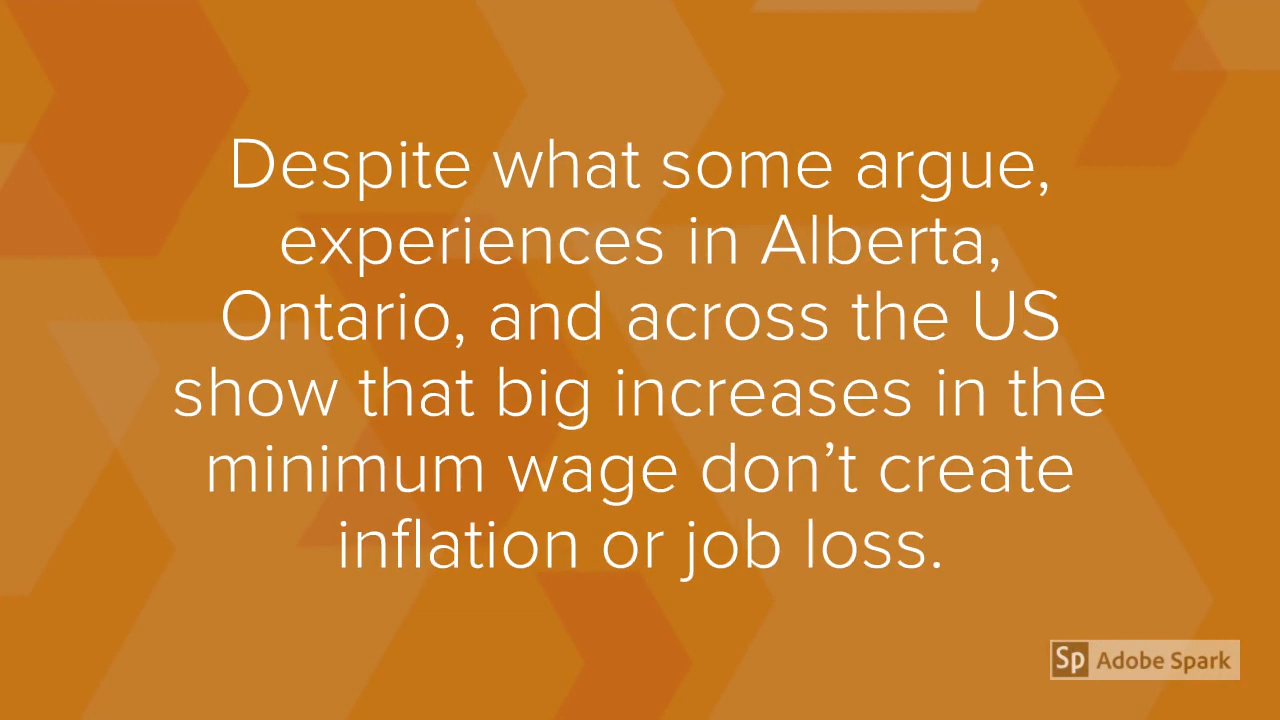 Despite what some argue,
experiences in Alberta,
Ontario, and across the US
show that big increases in the
minimum wage don’t create
inflation or job loss.
Sp Adobe Spark